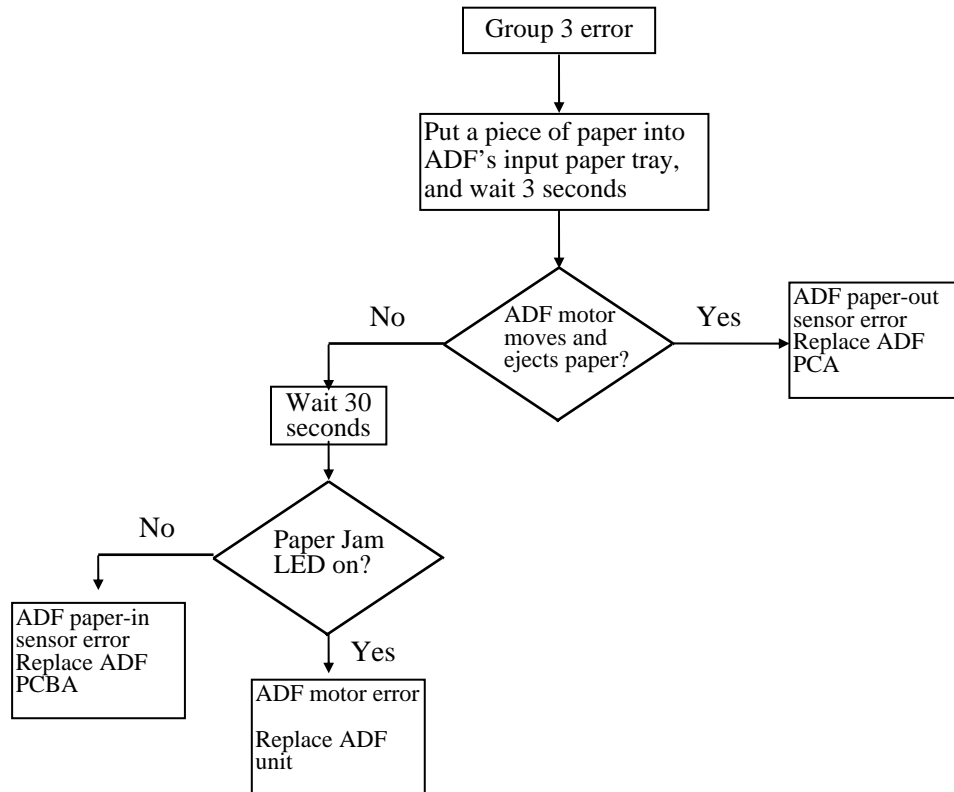 Group 3 error
Put a piece of paper into
ADF's input paper tray,
and wait 3 seconds
No
ADF motor
moves and
ejects paper?
Yes
ADF paper-out
sensor error
Replace ADF
PCA
Wait 30
seconds
No
Paper Jam
LED on?
ADF paper-in
sensor error
Replace ADF
PCBA
Yes
ADF motor error
Replace ADF
unit